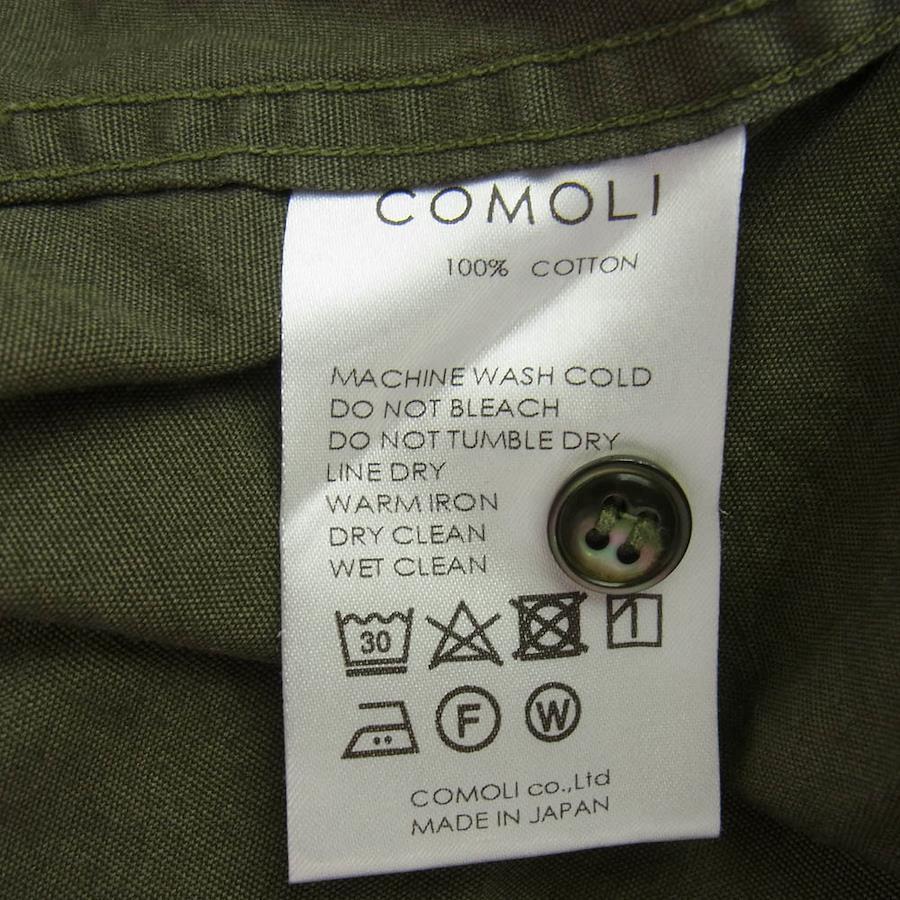 COMOLI
100% COTTON
MACHINE WASH COLD
DO NOT BLEACH
DO NOT TUMBLE DRY
LINE DRY
WARM IRON
DRY CLEAN
WET CLEAN
30
F W
COMOLI co.,Ltd
MADE IN JAPAN